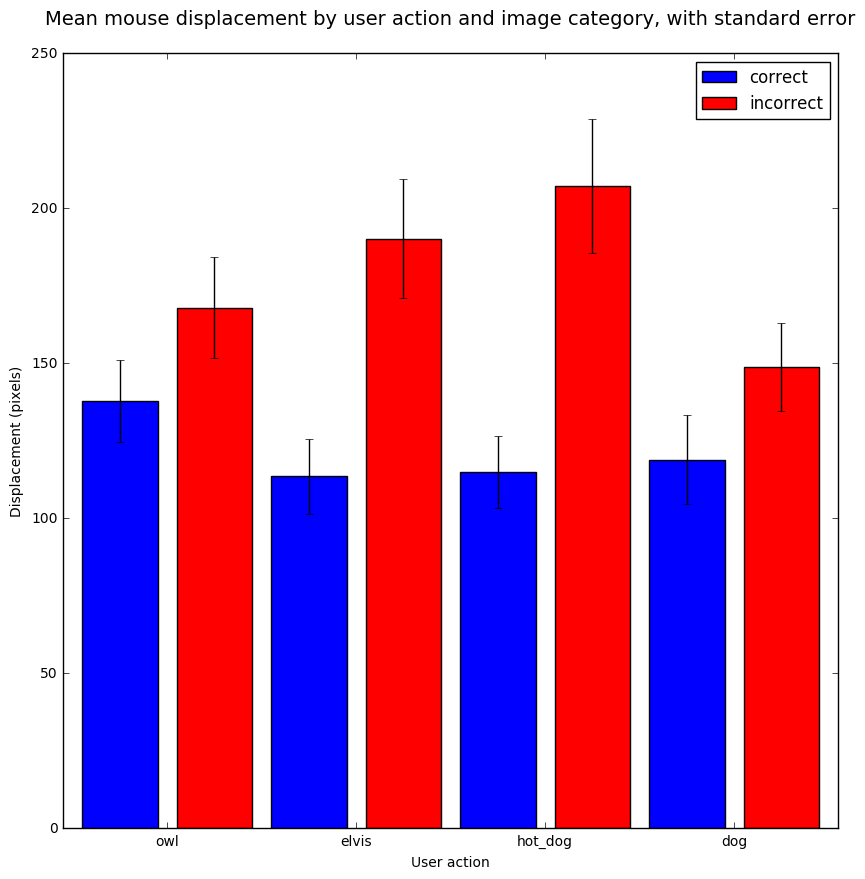 Mean mouse displacement by user action and image category, with standard error
250
200
150
100
50
0
Displacement (pixels)
correct
incorrect
owl
elvis
hot_dog
dog
User action